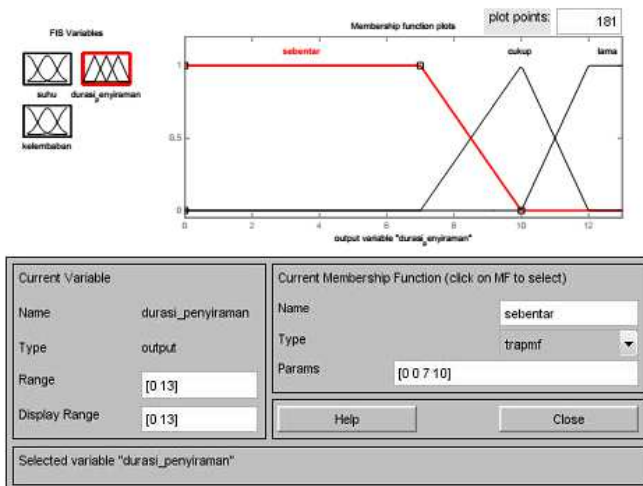 FIS Variables
suhu
durasi_penyiraman
kelembaban
Membership function plots
plot points:
181
sebentar
cukup
lama
1
0.5
0
0
2
4
6
8
10
12
output variable "durasi_penyiraman"
Current Variable
Name
durasi_penyiraman
Type
output
Range
[0 13]
Display Range
[0 13]
Current Membership Function (click on MF to select)
Name
sebentar
Type
trapmf
Params
[0 0 7 10]
Help
Close
Selected variable "durasi_penyiraman"